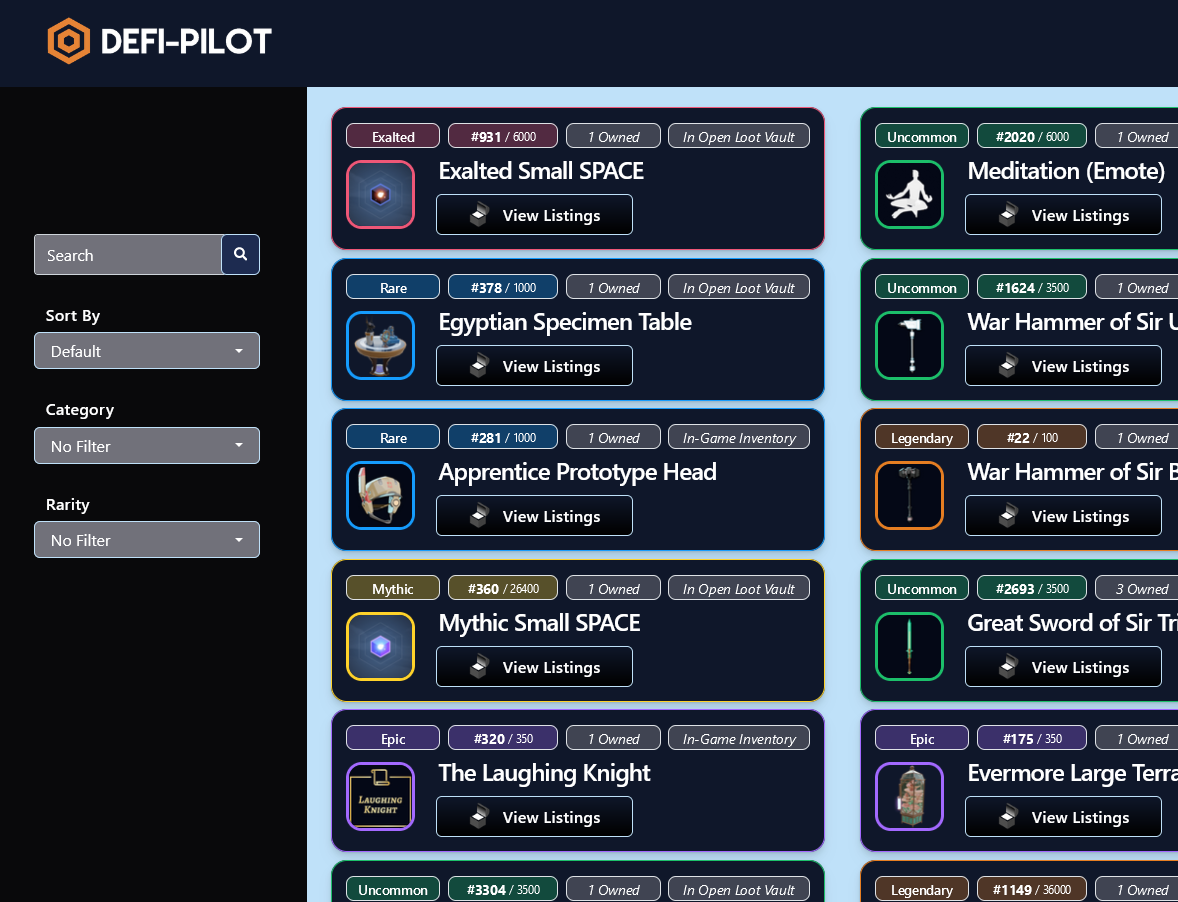 DEFI-PILOT
Search
Sort By
Default
Category
No Filter
Rarity
No Filter
Exalted #931 / 6000 1 Owned In Open Loot Vault
Exalted Small SPACE
View Listings
Uncommon #2020 / 6000 1 Owned
Meditation (Emote)
View Listings
Rare #378 / 1000 1 Owned In Open Loot Vault
Egyptian Specimen Table
View Listings
Uncommon #1624 / 3500 1 Owned
War Hammer of Sir U
View Listings
Rare #281 / 1000 1 Owned In-Game Inventory
Apprentice Prototype Head
View Listings
Legendary #22 / 100 1 Owned
War Hammer of Sir B
View Listings
Mythic #360 / 26400 1 Owned In Open Loot Vault
Mythic Small SPACE
View Listings
Uncommon #2693 / 3500 3 Owned
Great Sword of Sir Tri
View Listings
Epic #320 / 350 1 Owned In-Game Inventory
The Laughing Knight
LAUGHING
KNIGHT
View Listings
Epic #175 / 350 1 Owned
Evermore Large Terra
View Listings
Uncommon #3304 / 3500 1 Owned In Open Loot Vault
Legendary #1149 / 36000 1 Owned